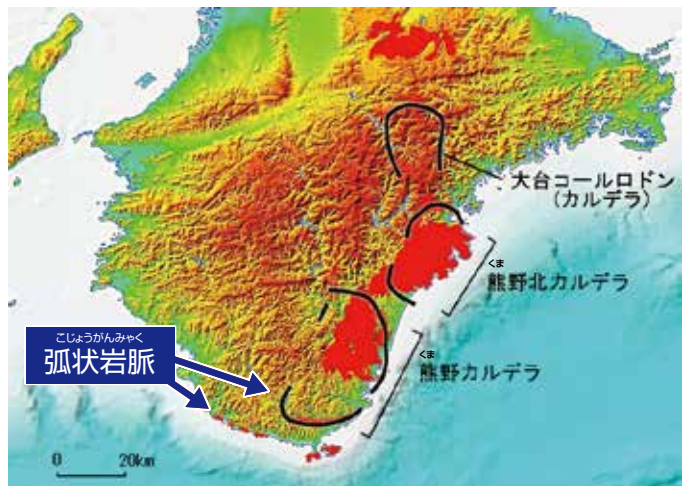 大台コールロドン
(カルデラ)
くま
熊野北カルデラ
くま
熊野カルデラ
こじょうがんみゃく
弧状岩脈
0 20km